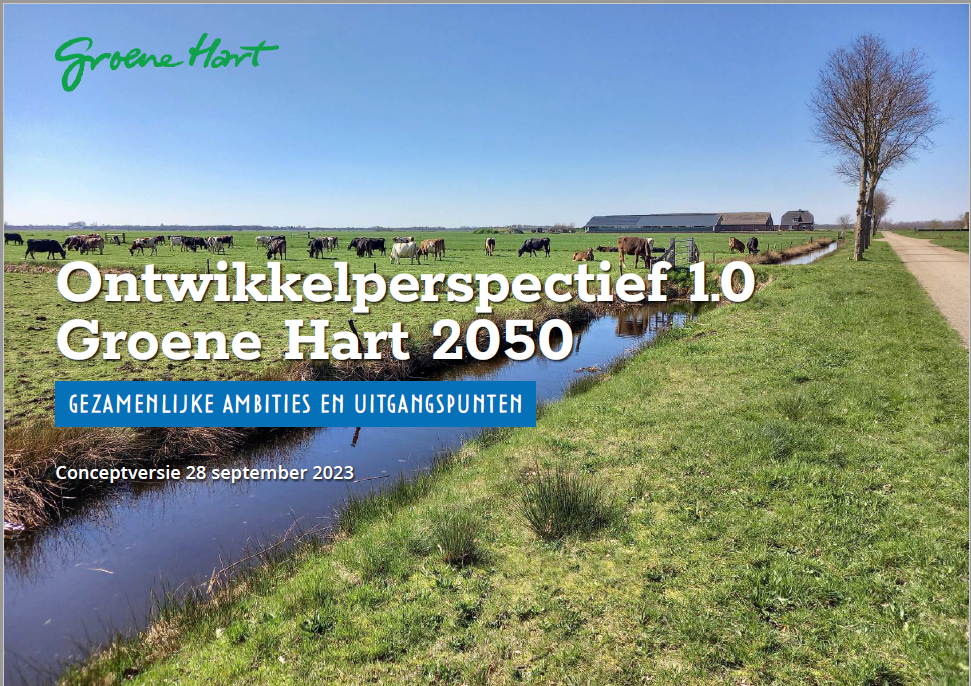 Groene Hart
Ontwikkelperspectief 1.0
Groene Hart 2050
GEZAMENLIJKE AMBITIES EN UITGANGSPUNTEN
Conceptversie 28 september 2023